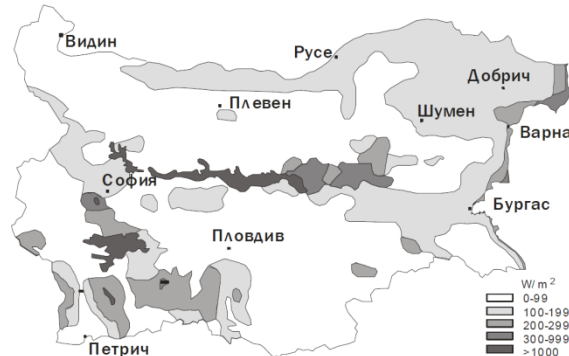 Видин
Русе
Добрич
Плевен
Шумен
Варна
София
Бургас
Пловдив
Петрич
W/m²
0-99
100-199
200-299
300-999
>1000